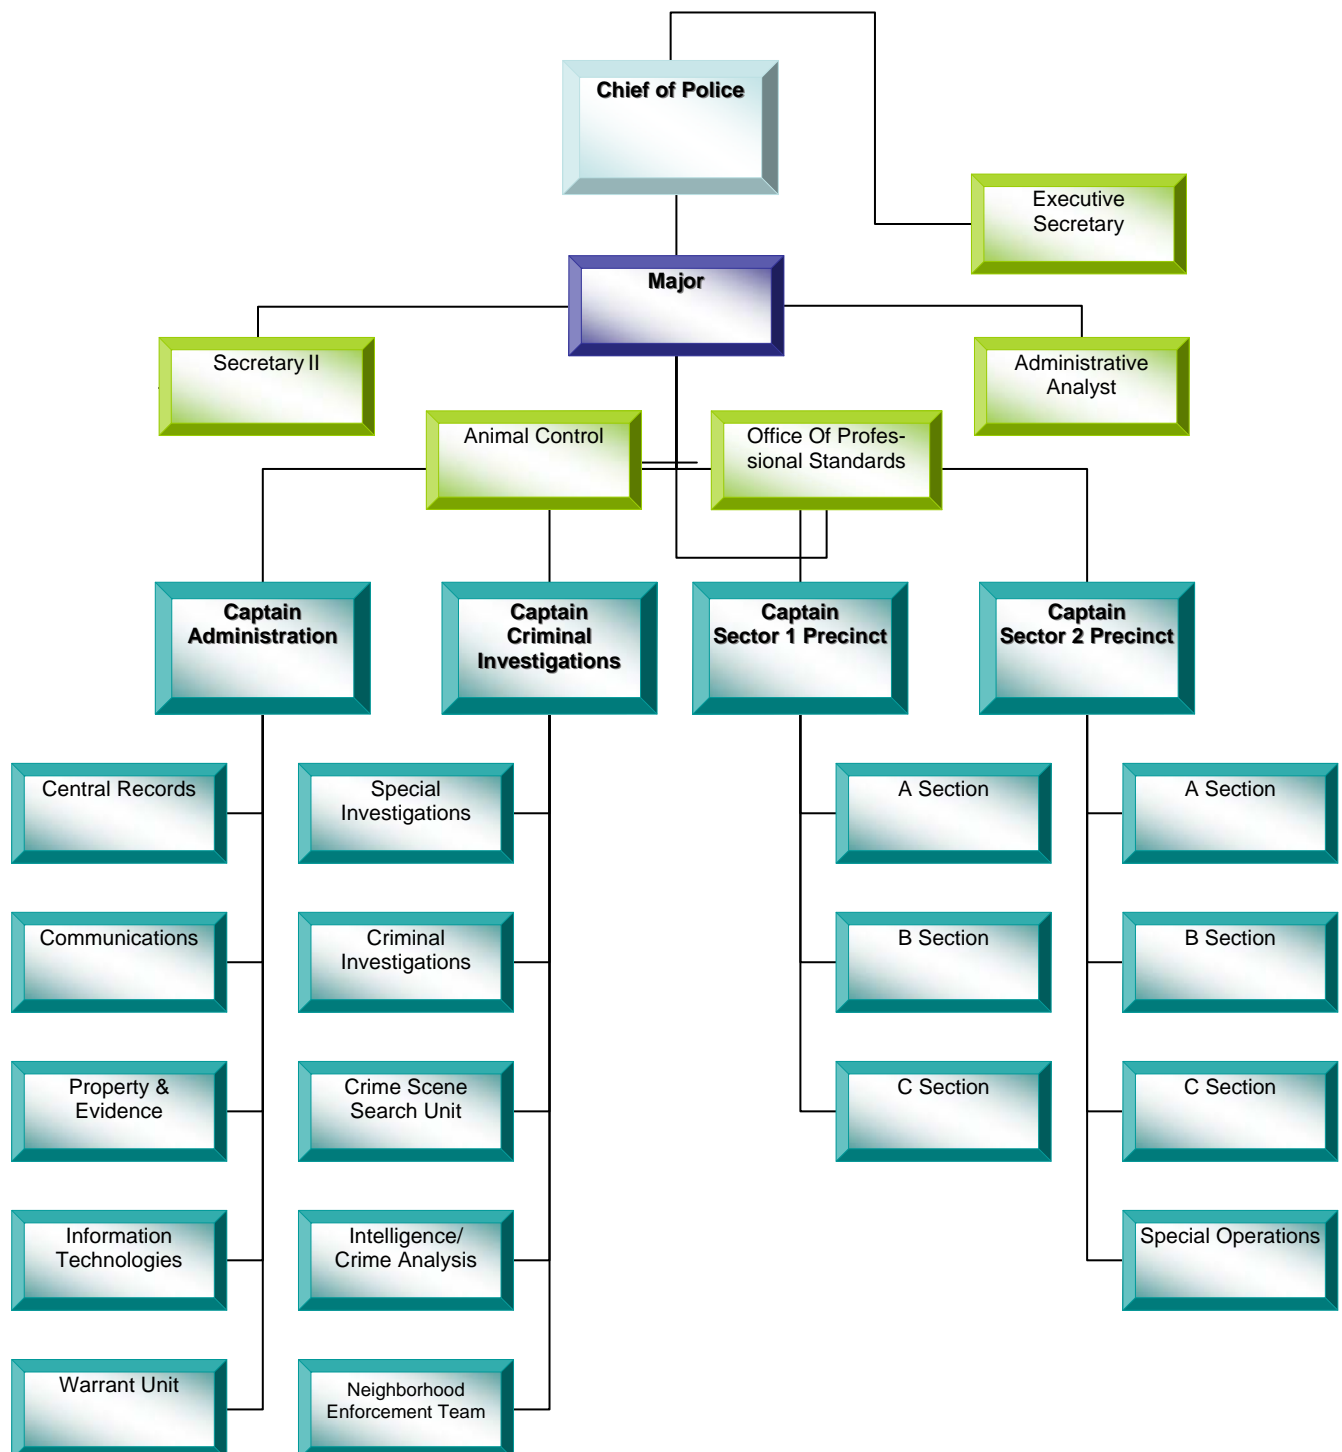 Chief of Police
Executive
Secretary
Major
Secretary II
Administrative
Analyst
Animal Control
Office Of Profes-
sional Standards
Captain
Administration
Captain
Criminal
Investigations
Captain
Sector 1 Precinct
Captain
Sector 2 Precinct
Central Records
Special
Investigations
A Section
A Section
Communications
Criminal
Investigations
B Section
B Section
Property &
Evidence
Crime Scene
Search Unit
C Section
C Section
Information
Technologies
Intelligence/
Crime Analysis
Special Operations
Warrant Unit
Neighborhood
Enforcement Team